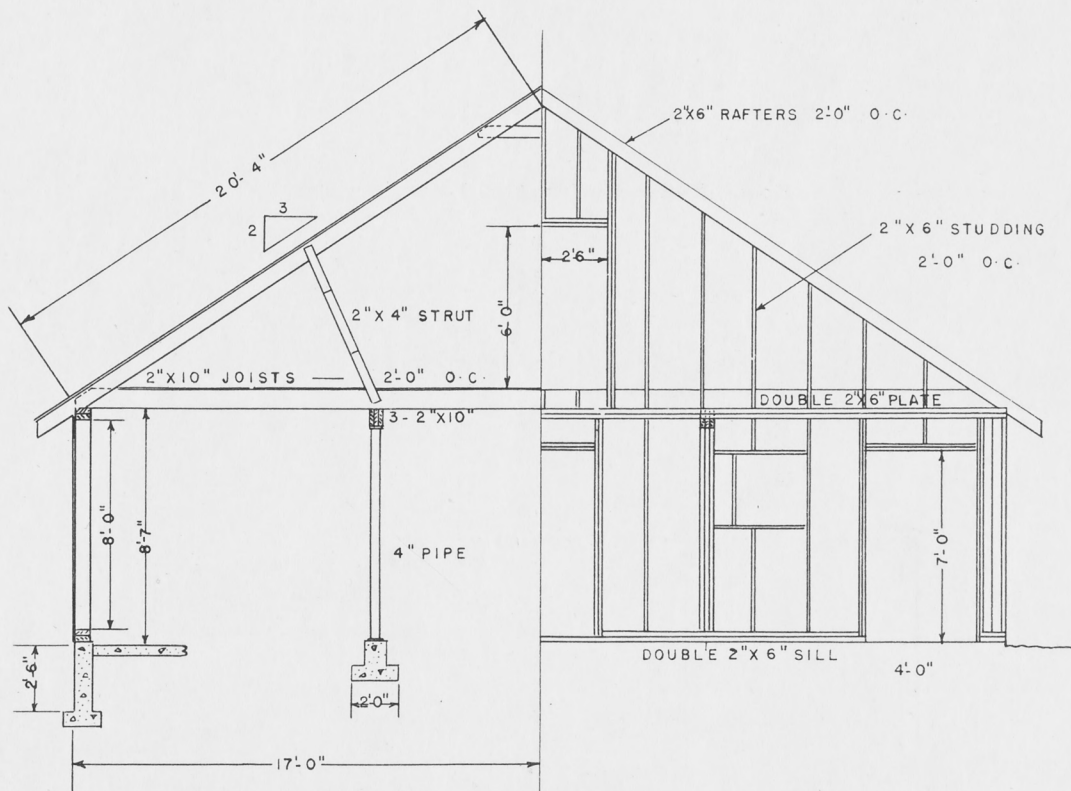 2"X6" RAFTERS 2'-0" O.C.
20'-4"
3
2
2"X 6" STUDDING
2'-0" O.C.
2'6"
2"X 4" STRUT
6'-0"
2"X10" JOISTS 2'-0" O.C.
DOUBLE 2"X6" PLATE
3-2"X10"
8'-0"
8'-7"
4" PIPE
7'-0"
DOUBLE 2"X 6" SILL
4'-0"
2'-6"
2'0"
17'-0"